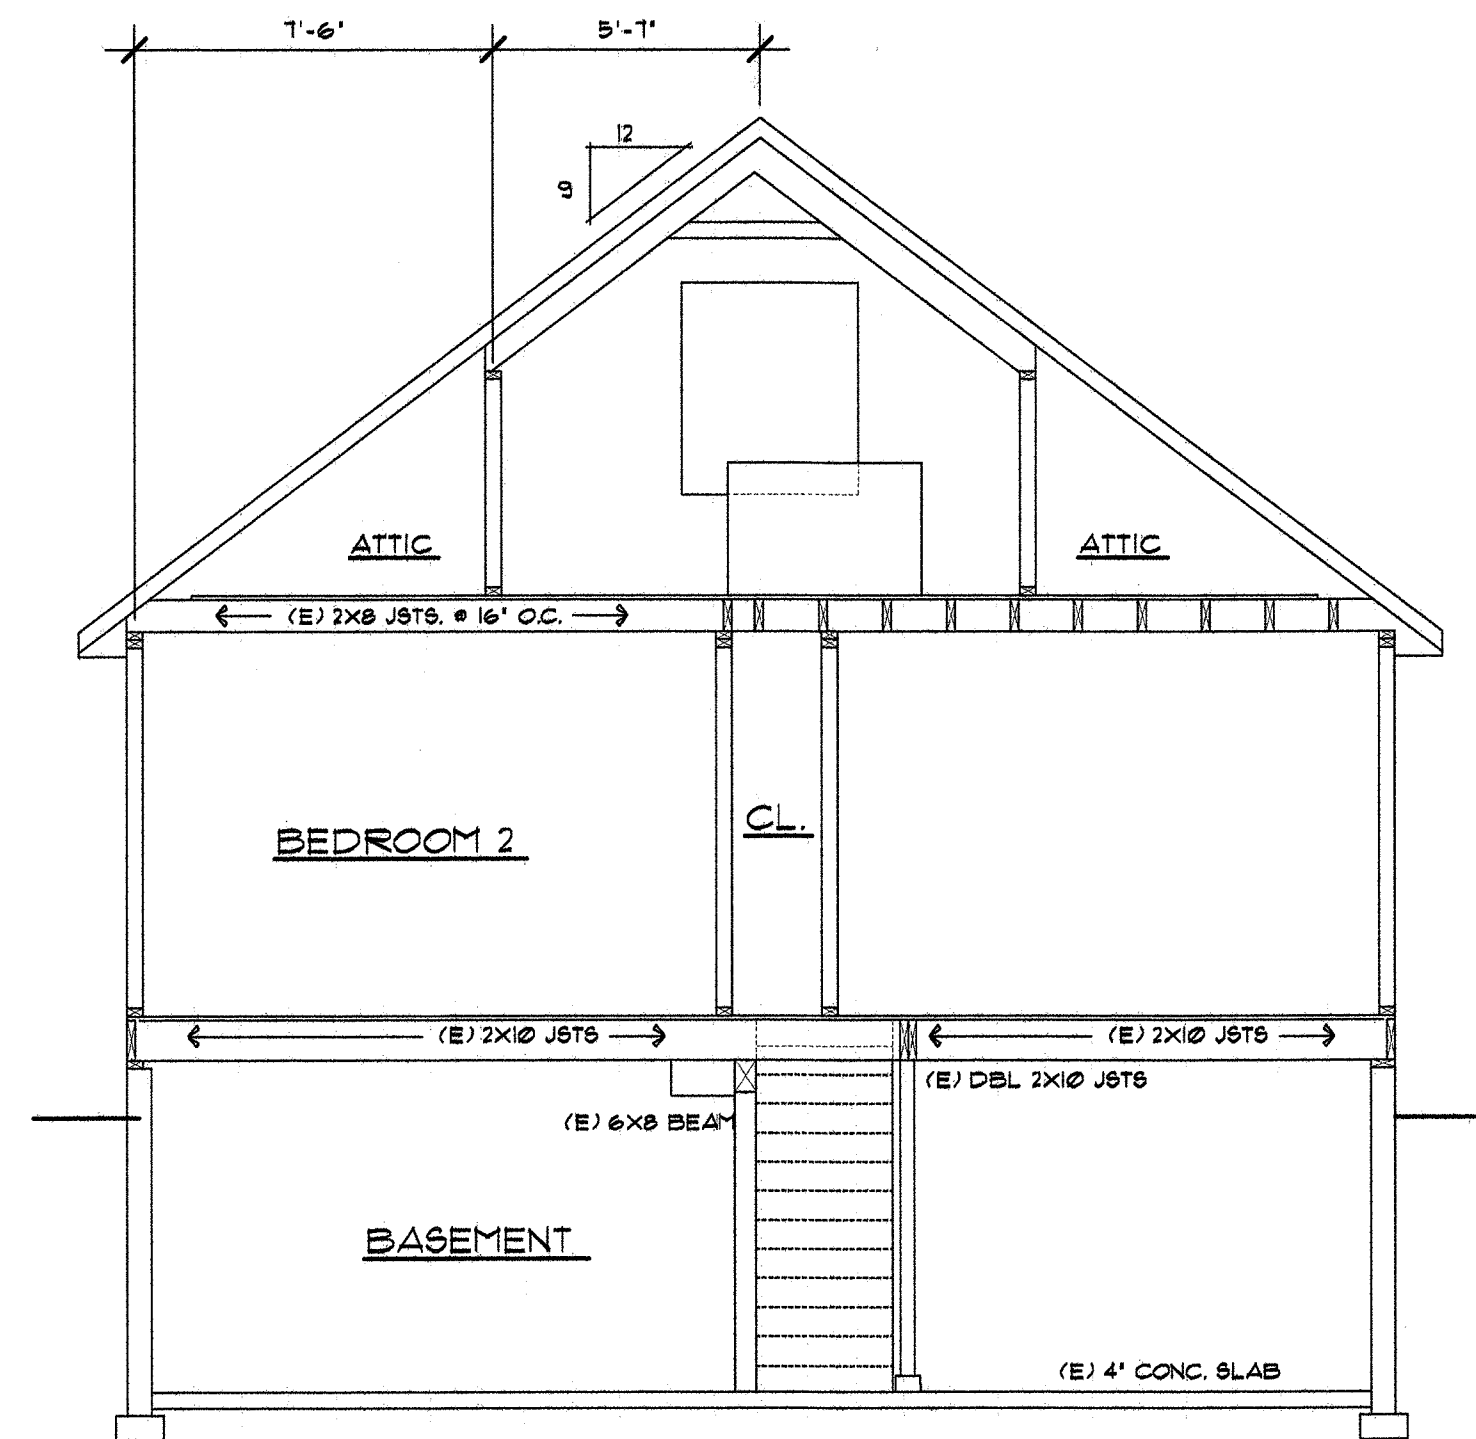 7'-6"
5'-7"
12
9
ATTIC
ATTIC
(E) 2X8 JSTS. @ 16" O.C.
CL.
BEDROOM 2
(E) 2X10 JSTS
(E) 2X10 JSTS
(E) DBL 2X10 JSTS
(E) 6X8 BEAM
BASEMENT
(E) 4" CONC. SLAB